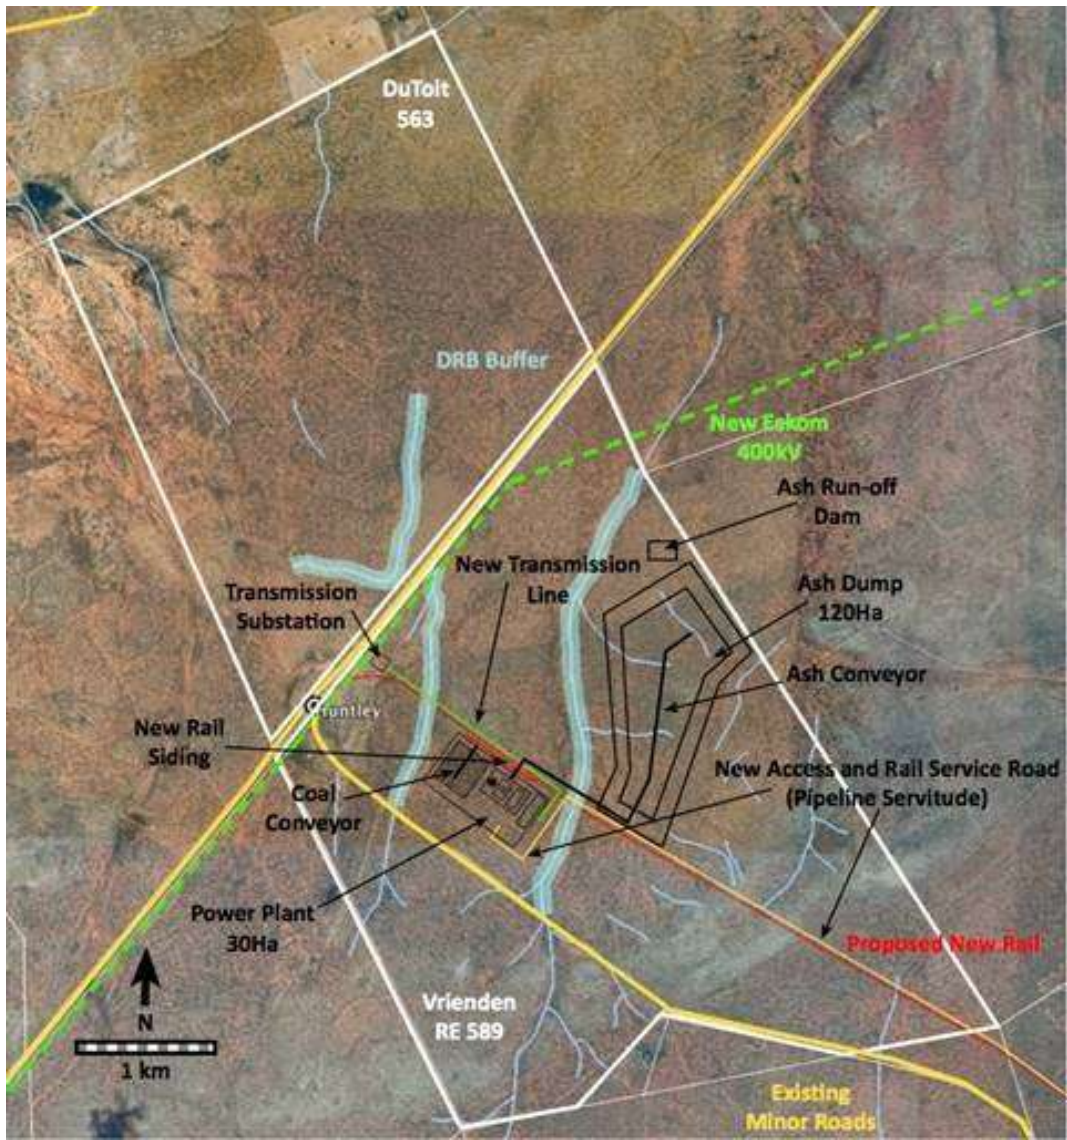 DuToit
563
DRB Buffer
New Eskom
400kV
Ash Run-off
Dam
New Transmission
Line
Transmission
Substation
Ash Dump
120Ha
Ash Conveyor
Huntley
New Rail
Siding
New Access and Rail Service Road
(Pipeline Servitude)
Coal
Conveyor
Power Plant
30Ha
Proposed New Rail
Vrienden
RE 589
N
1 km
Existing
Minor Roads